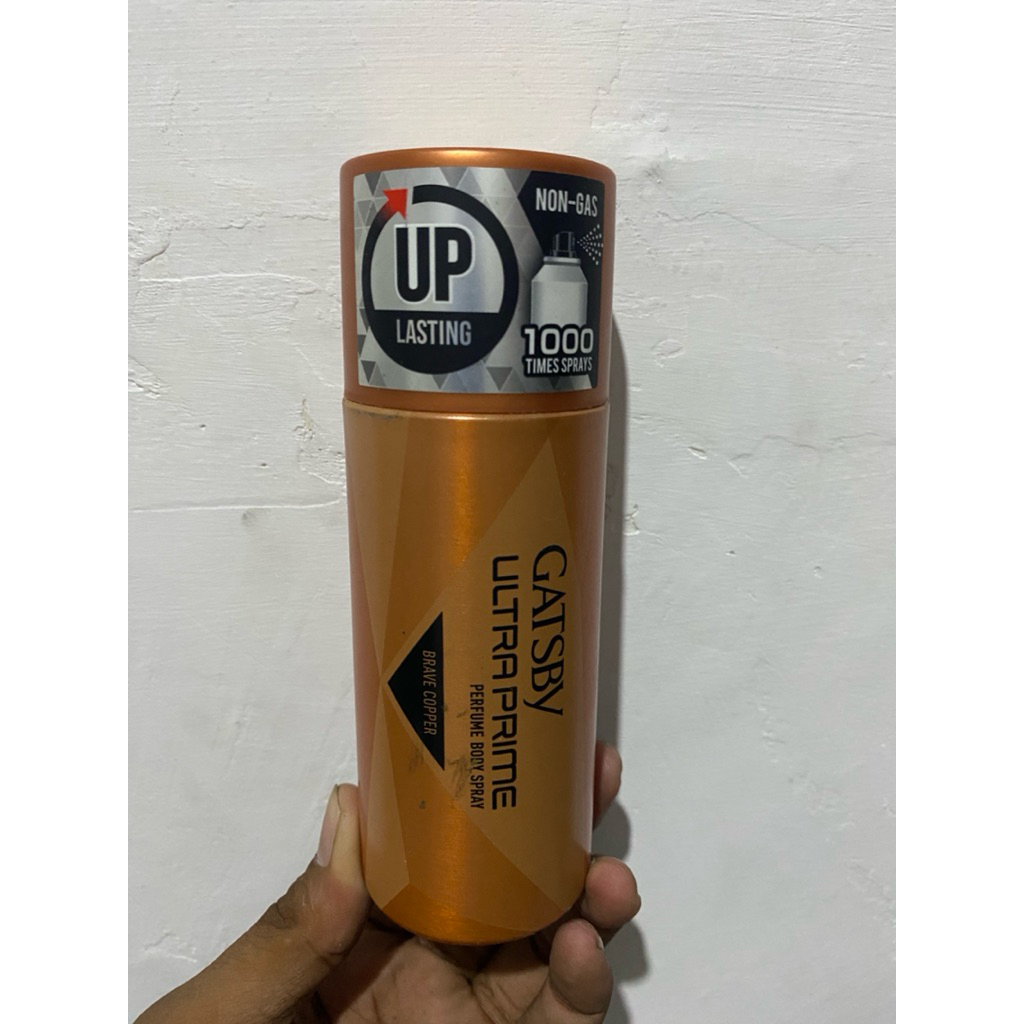 UP
LASTING
NON-GAS
1000
TIMES SPRAYS
GATSBY
ULTRA PRIME
PERFUME BODY SPRAY
BRAVE COPPER